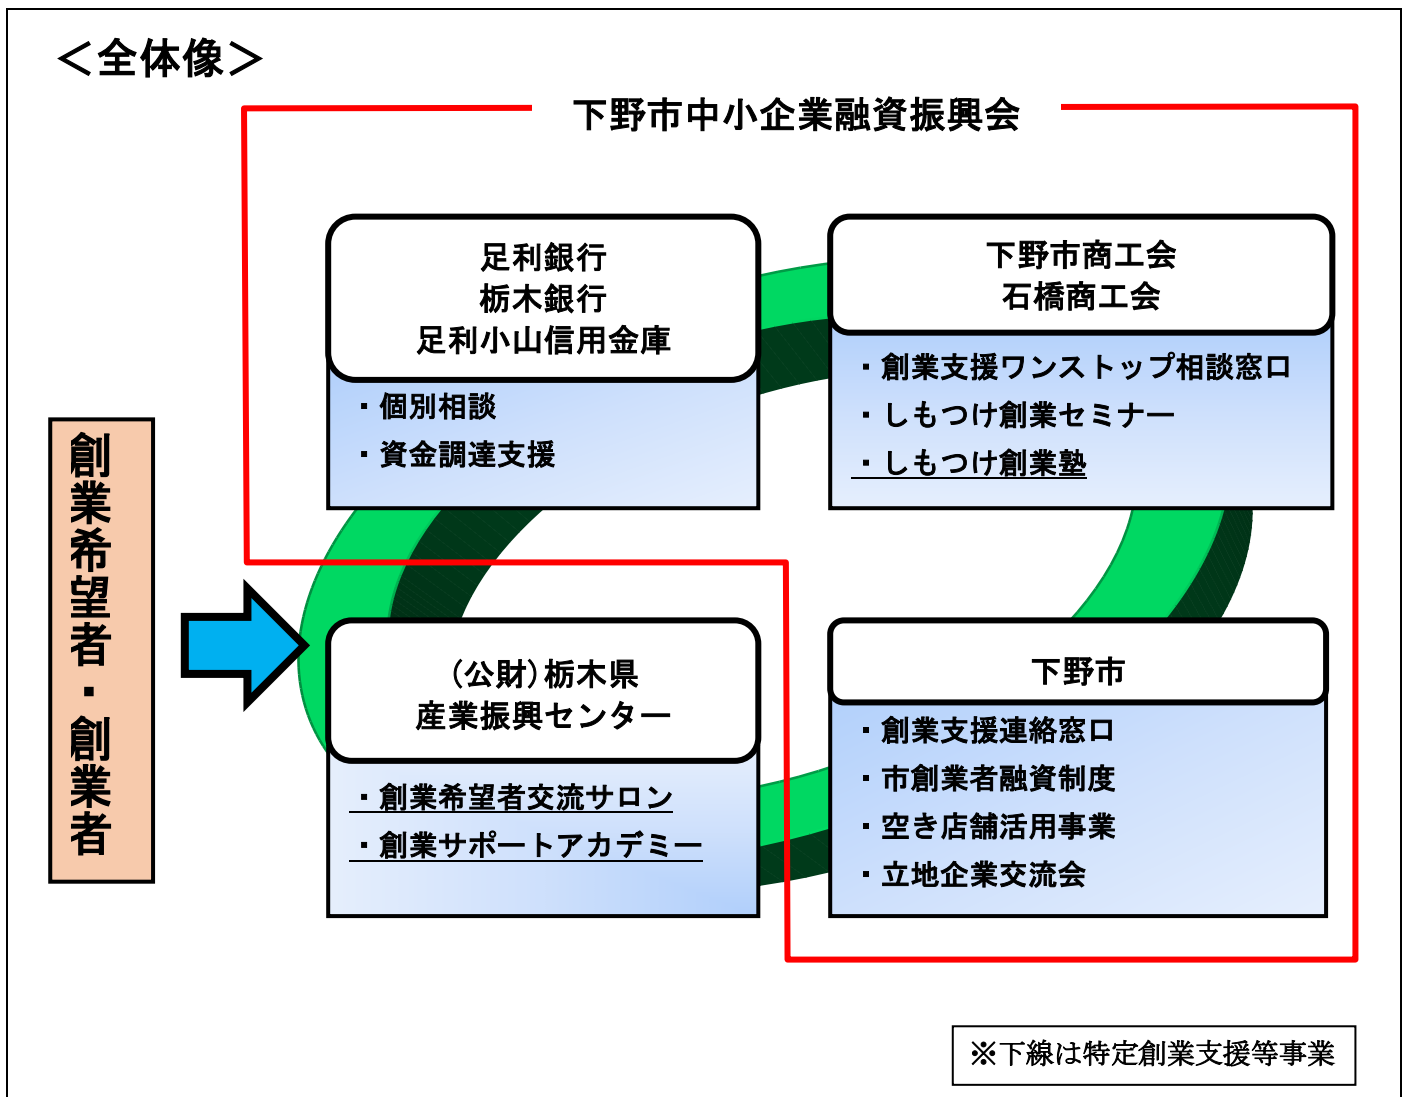 ＜全体像＞
下野市中小企業融資振興会
足利銀行
栃木銀行
足利小山信用金庫
・個別相談
・資金調達支援
下野市商工会
石橋商工会
・創業支援ワンストップ相談窓口
・しもつけ創業セミナー
・しもつけ創業塾
創業希望者・創業者
（公財）栃木県
産業振興センター
・創業希望者交流サロン
・創業サポートアカデミー
下野市
・創業支援連絡窓口
・市創業者融資制度
・空き店舗活用事業
・立地企業交流会
※下線は特定創業支援等事業